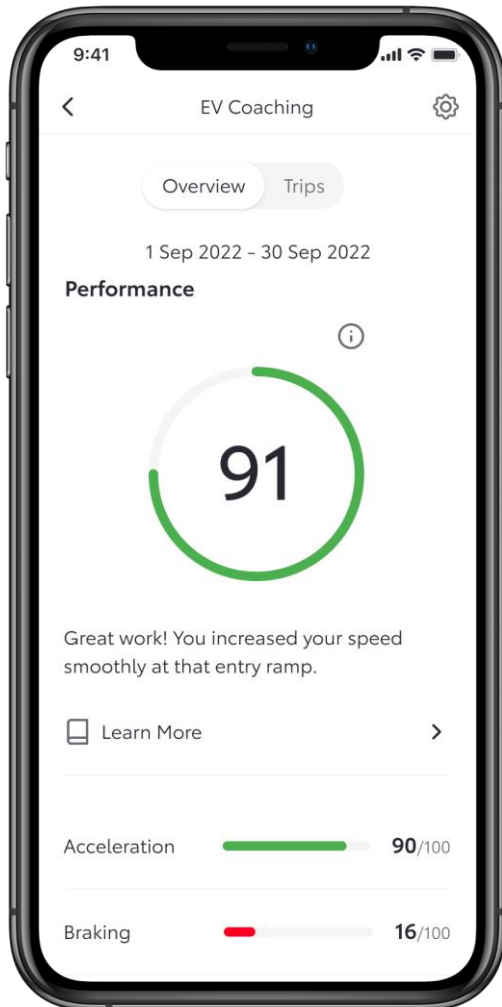 9:41
EV Coaching
Overview Trips
1 Sep 2022 - 30 Sep 2022
Performance
91
Great work! You increased your speed
smoothly at that entry ramp.
Learn More
Acceleration 90/100
Braking 16/100